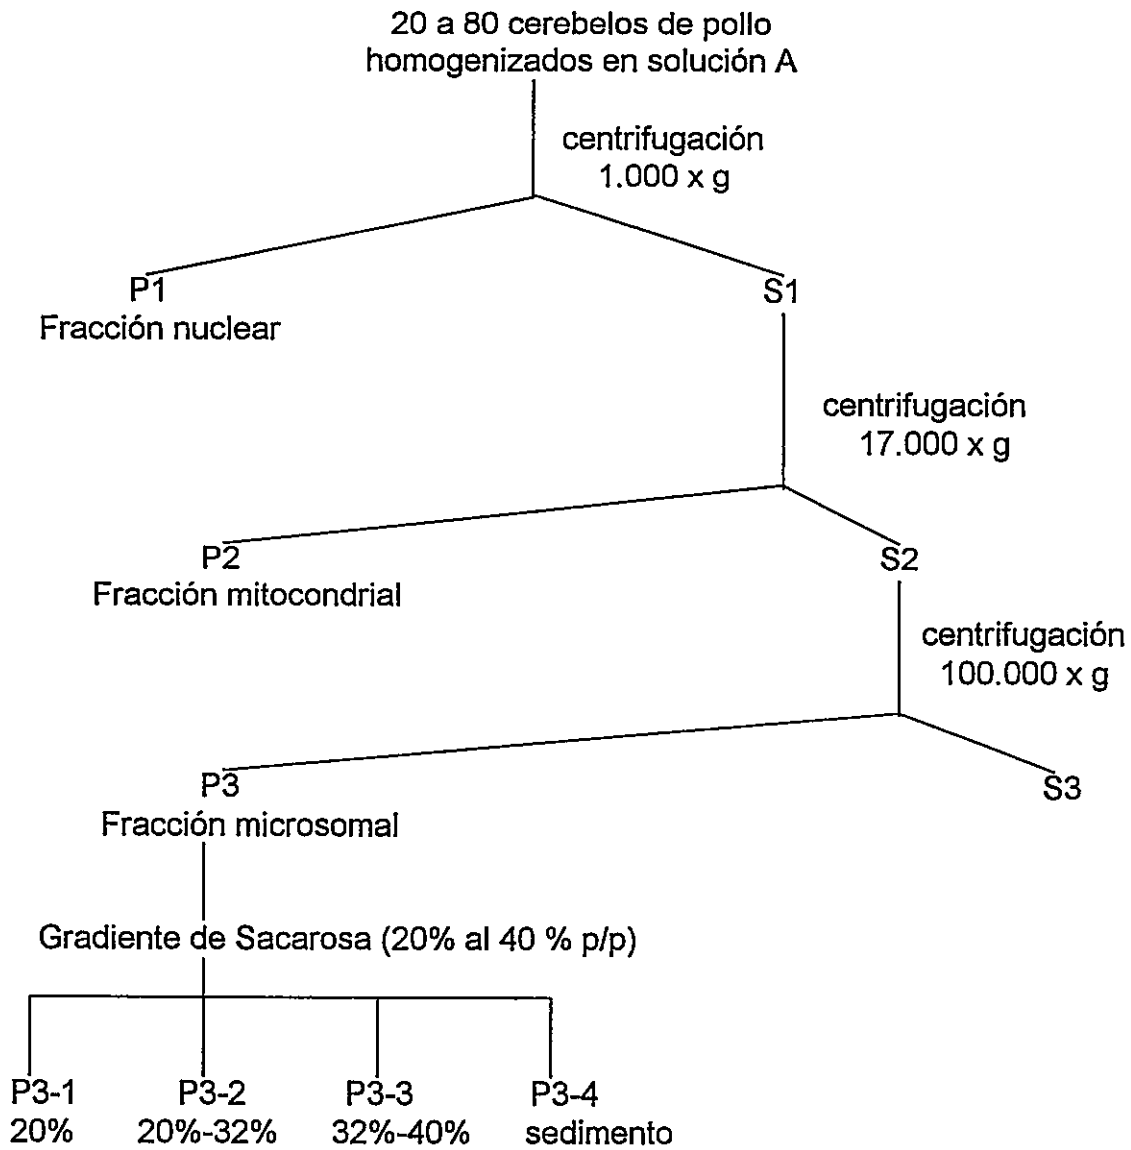 20 a 80 cerebelos de pollo
homogenizados en solución A
centrifugación
1.000 x g
P1
Fracción nuclear
S1
centrifugación
17.000 x g
P2
Fracción mitocondrial
S2
centrifugación
100.000 x g
P3
Fracción microsomal
S3
Gradiente de Sacarosa (20% al 40 % p/p)
P3-1
20%
P3-2
20%-32%
P3-3
32%-40%
P3-4
sedimento